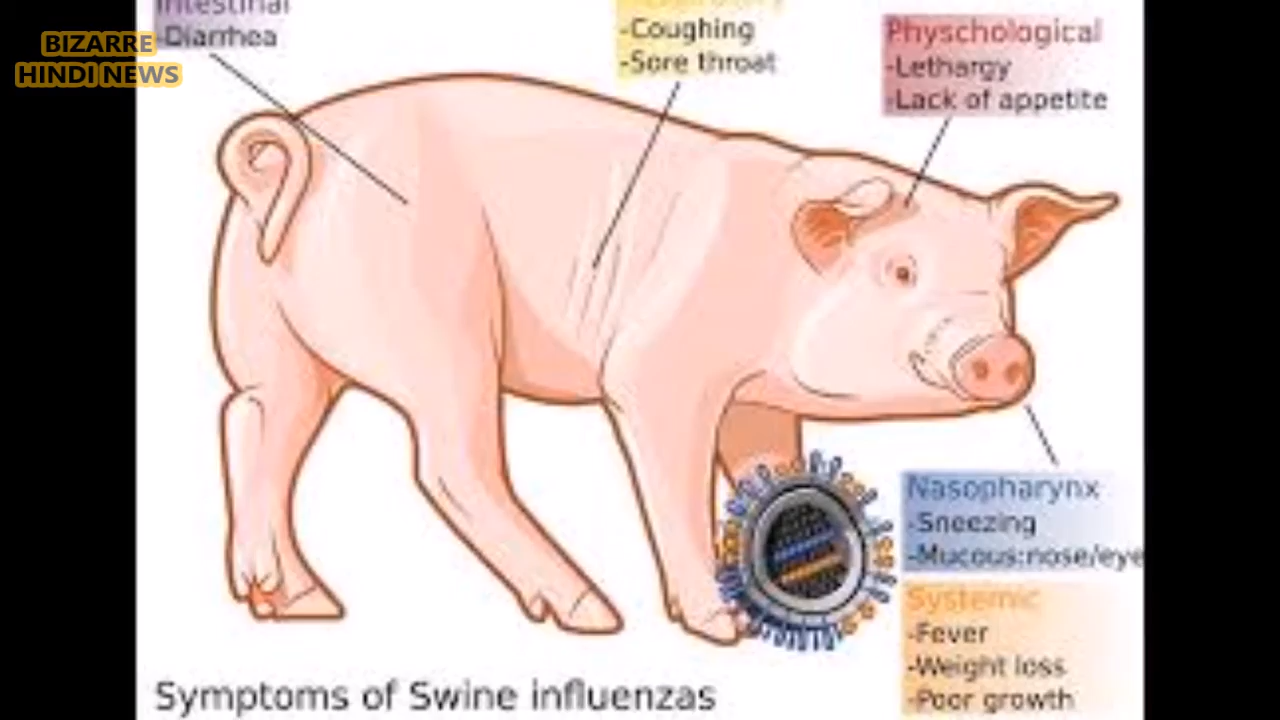 Intestinal
-Diarrhea
BIZARRE
HINDI NEWS
-Coughing
-Sore throat
Physchological
-Lethargy
-Lack of appetite
Nasopharynx
-Sneezing
-Mucous:nose/eye
Systemic
-Fever
-Weight loss
-Poor growth
Symptoms of Swine influenzas